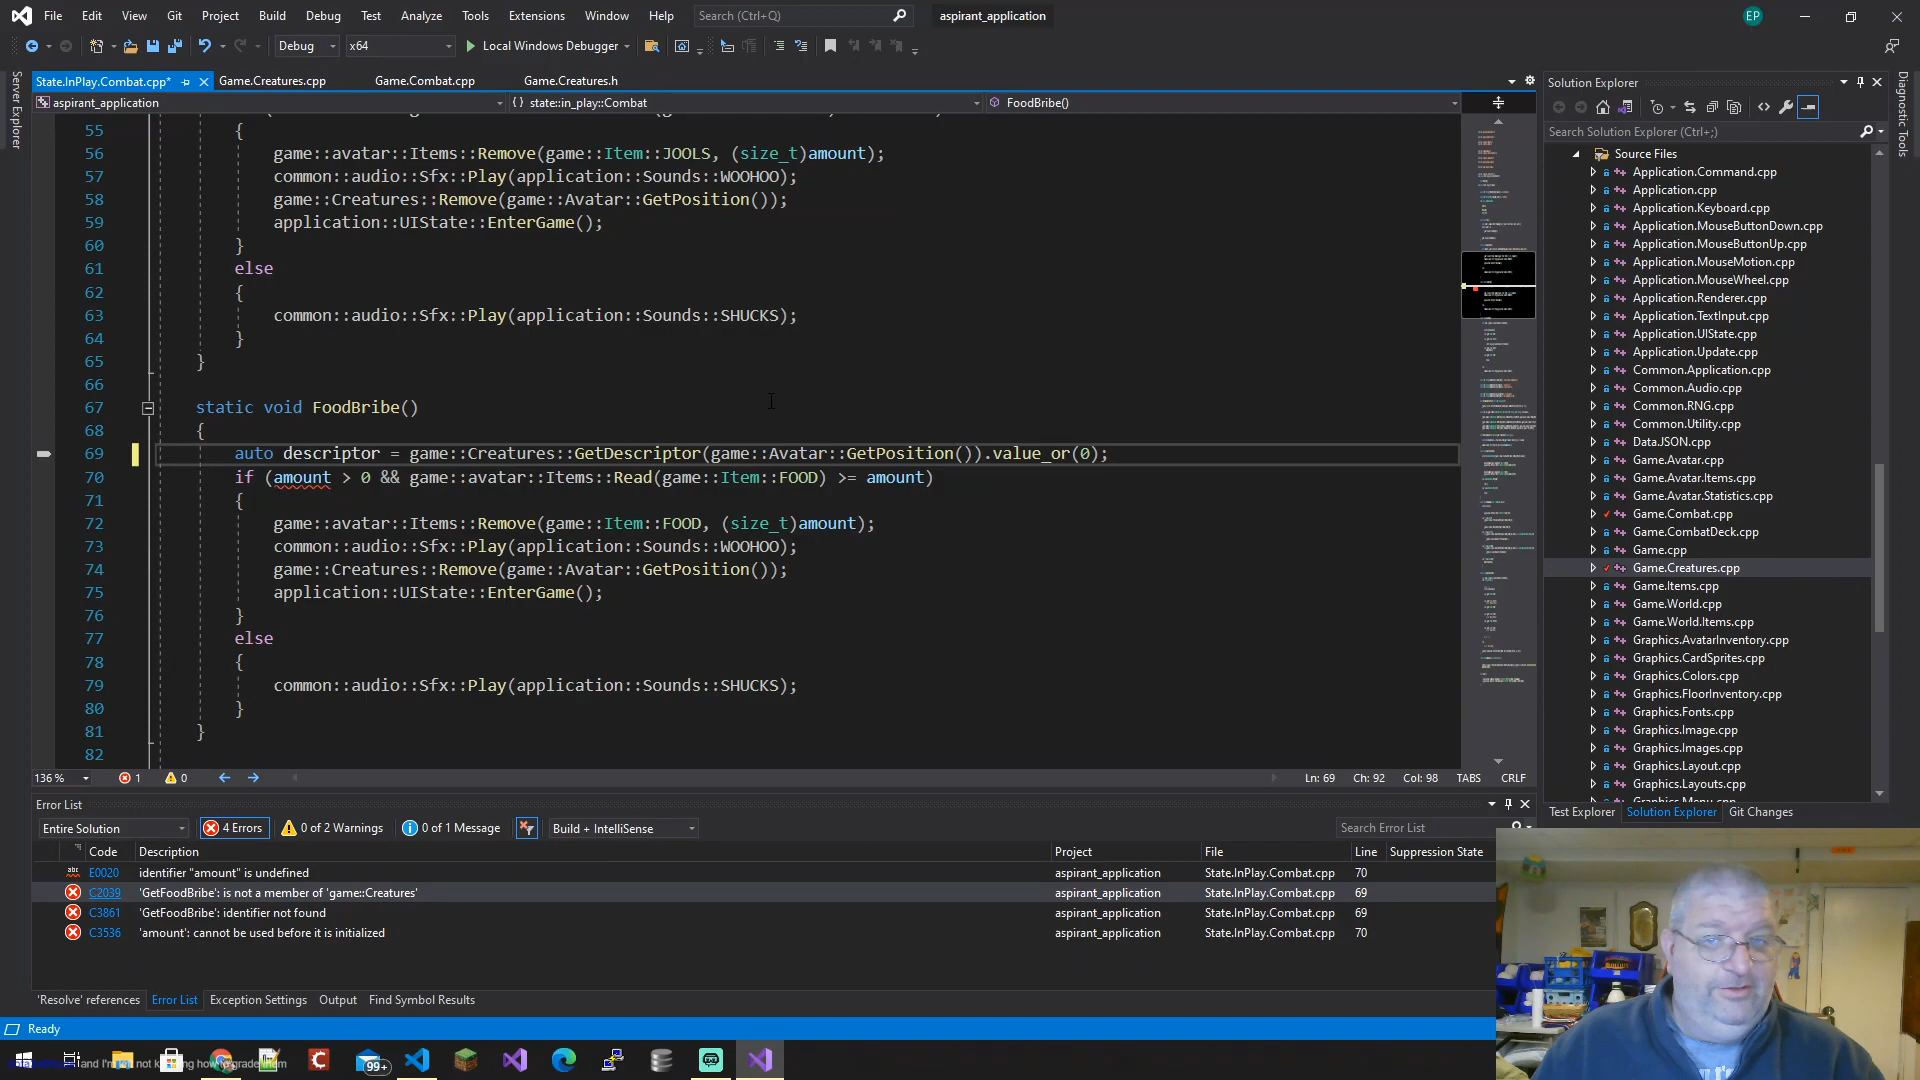 File Edit View Git Project Build Debug Test Analyze Tools Extensions Window Help Search (Ctrl+Q) aspirant_application EP
Debug x64 Local Windows Debugger
State.InPlay.Combat.cpp* Game.Creatures.cpp Game.Combat.cpp Game.Creatures.h
aspirant_application {} state::in_play::Combat FoodBribe()
Server Explorer
55 {
56 game::avatar::Items::Remove(game::Item::JOOLS, (size_t)amount);
57 common::audio::Sfx::Play(application::Sounds::WOOHOO);
58 game::Creatures::Remove(game::Avatar::GetPosition());
59 application::UIState::EnterGame();
60 }
61 else
62 {
63 common::audio::Sfx::Play(application::Sounds::SHUCKS);
64 }
65 }
66
67 static void FoodBribe()
68 {
69 auto descriptor = game::Creatures::GetDescriptor(game::Avatar::GetPosition()).value_or(0);
70 if (amount > 0 && game::avatar::Items::Read(game::Item::FOOD) >= amount)
71 {
72 game::avatar::Items::Remove(game::Item::FOOD, (size_t)amount);
73 common::audio::Sfx::Play(application::Sounds::WOOHOO);
74 game::Creatures::Remove(game::Avatar::GetPosition());
75 application::UIState::EnterGame();
76 }
77 else
78 {
79 common::audio::Sfx::Play(application::Sounds::SHUCKS);
80 }
81 }
82
136 % 1 0 Ln: 69 Ch: 92 Col: 98 TABS CRLF
Error List
Entire Solution 4 Errors 0 of 2 Warnings 0 of 1 Message Build + IntelliSense Search Error List
Code Description Project File Line Suppression State
abc E0020 identifier "amount" is undefined aspirant_application State.InPlay.Combat.cpp 70
C2039 'GetFoodBribe': is not a member of 'game::Creatures' aspirant_application State.InPlay.Combat.cpp 69
C3861 'GetFoodBribe': identifier not found aspirant_application State.InPlay.Combat.cpp 69
C3536 'amount': cannot be used before it is initialized aspirant_application State.InPlay.Combat.cpp 70
'Resolve' references Error List Exception Settings Output Find Symbol Results
Ready
Solution Explorer
Search Solution Explorer (Ctrl+;)
Source Files
Application.Command.cpp
Application.cpp
Application.Keyboard.cpp
Application.MouseButtonDown.cpp
Application.MouseButtonUp.cpp
Application.MouseMotion.cpp
Application.MouseWheel.cpp
Application.Renderer.cpp
Application.TextInput.cpp
Application.UIState.cpp
Application.Update.cpp
Common.Application.cpp
Common.Audio.cpp
Common.RNG.cpp
Common.Utility.cpp
Data.JSON.cpp
Game.Avatar.cpp
Game.Avatar.Items.cpp
Game.Avatar.Statistics.cpp
Game.Combat.cpp
Game.CombatDeck.cpp
Game.cpp
Game.Creatures.cpp
Game.Items.cpp
Game.World.cpp
Game.World.Items.cpp
Graphics.AvatarInventory.cpp
Graphics.CardSprites.cpp
Graphics.Colors.cpp
Graphics.FloorInventory.cpp
Graphics.Fonts.cpp
Graphics.Image.cpp
Graphics.Images.cpp
Graphics.Layout.cpp
Graphics.Layouts.cpp
Graphics.Menu.cpp
Test Explorer Solution Explorer Git Changes
Diagnostic Tools
99+